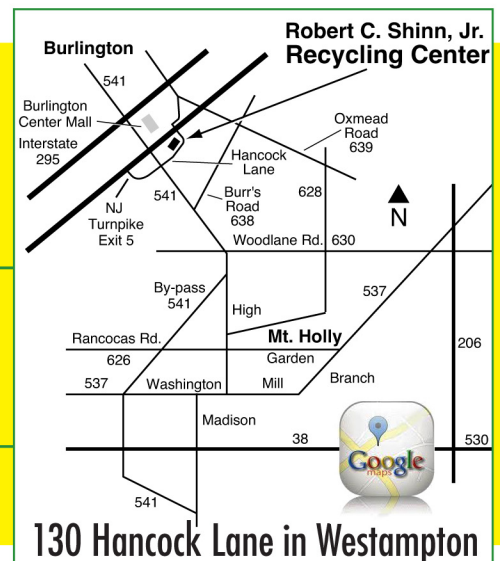 Robert C. Shinn, Jr.
Recycling Center
Burlington
541
Burlington
Center Mall
Interstate
295
Oxmead
Road
639
Hancock
Lane
NJ
Turnpike
Exit 5
541
Burr's
Road
638
628
N
Woodlane Rd.
630
By-pass
541
High
537
Rancocas Rd.
626
Mt. Holly
Garden
206
537
Washington
Mill
Branch
Madison
38
530
Google
maps
541
130 Hancock Lane in Westampton